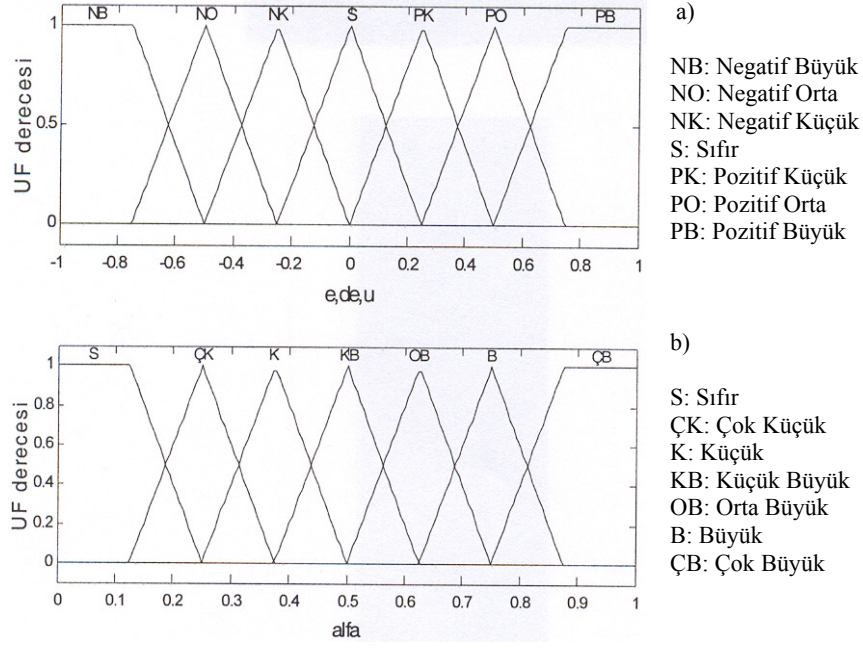 NB NO NK S PK PO PB
1
0.5
0
UF derecesi
-1 -0.8 -0.6 -0.4 -0.2 0 0.2 0.4 0.6 0.8 1
e,de,u
a)
NB: Negatif Büyük
NO: Negatif Orta
NK: Negatif Küçük
S: Sıfır
PK: Pozitif Küçük
PO: Pozitif Orta
PB: Pozitif Büyük
S ÇK K KB OB B ÇB
1
0.8
0.6
0.4
0.2
0
UF derecesi
0 0.1 0.2 0.3 0.4 0.5 0.6 0.7 0.8 0.9 1
alfa
b)
S: Sıfır
ÇK: Çok Küçük
K: Küçük
KB: Küçük Büyük
OB: Orta Büyük
B: Büyük
ÇB: Çok Büyük